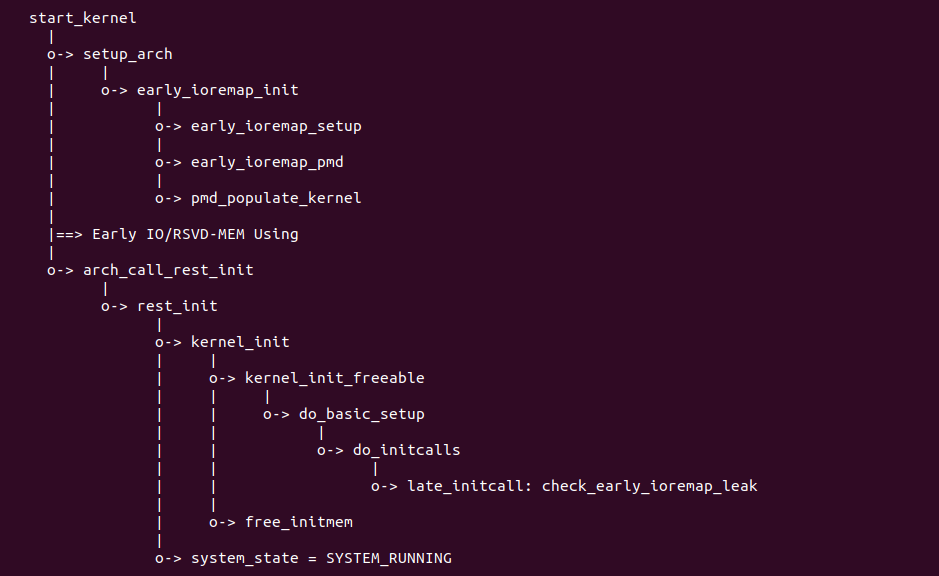 start_kernel
  |
  o-> setup_arch
  |     |
  |     o-> early_ioremap_init
  |           |
  |           o-> early_ioremap_setup
  |           |
  |           o-> early_ioremap_pmd
  |           |
  |           o-> pmd_populate_kernel
  |
  |==> Early IO/RSVD-MEM Using
  |
  o-> arch_call_rest_init
        |
        o-> rest_init
              |
              o-> kernel_init
              |     |
              |     o-> kernel_init_freeable
              |     |     |
              |     |     o-> do_basic_setup
              |     |           |
              |     |           o-> do_initcalls
              |     |                 |
              |     |                 o-> late_initcall: check_early_ioremap_leak
              |     |
              |     o-> free_initmem
              |
              o-> system_state = SYSTEM_RUNNING